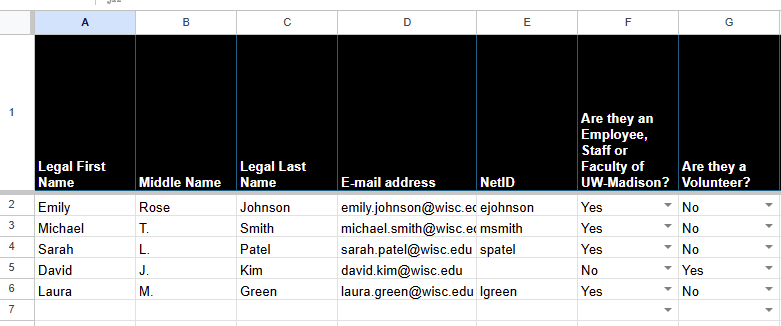 A B C D E F G
1
Legal First Name Middle Name Legal Last Name E-mail address NetID Are they an Employee, Staff or Faculty of UW-Madison? Are they a Volunteer?
2 Emily Rose Johnson emily.johnson@wisc.ed ejohnson Yes No
3 Michael T. Smith michael.smith@wisc.ec msmith Yes No
4 Sarah L. Patel sarah.patel@wisc.edu spatel Yes No
5 David J. Kim david.kim@wisc.edu No Yes
6 Laura M. Green laura.green@wisc.edu lgreen Yes No
7